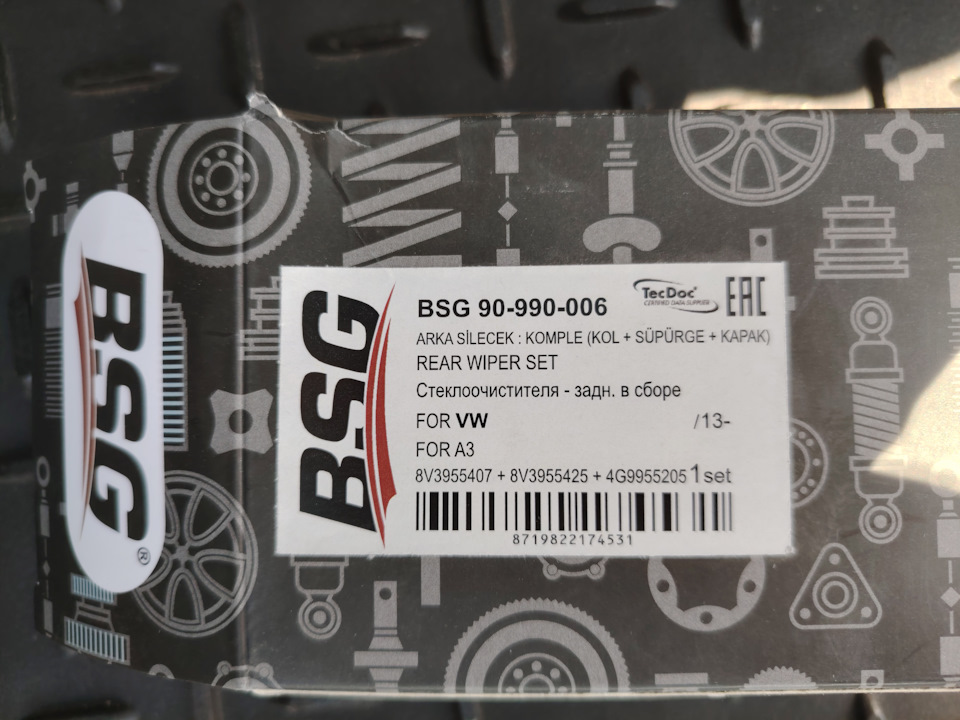 BSG
®
BSG
BSG 90-990-006
TecDoc®
CERTIFIED DATA SUPPLIER
EAC
ARKA SİLECEK : KOMPLE (KOL + SÜPÜRGE + KAPAK)
REAR WIPER SET
Стеклоочистителя - задн. в сборе
FOR VW /13-
FOR A3
8V3955407 + 8V3955425 + 4G9955205 1 set
8719822174531